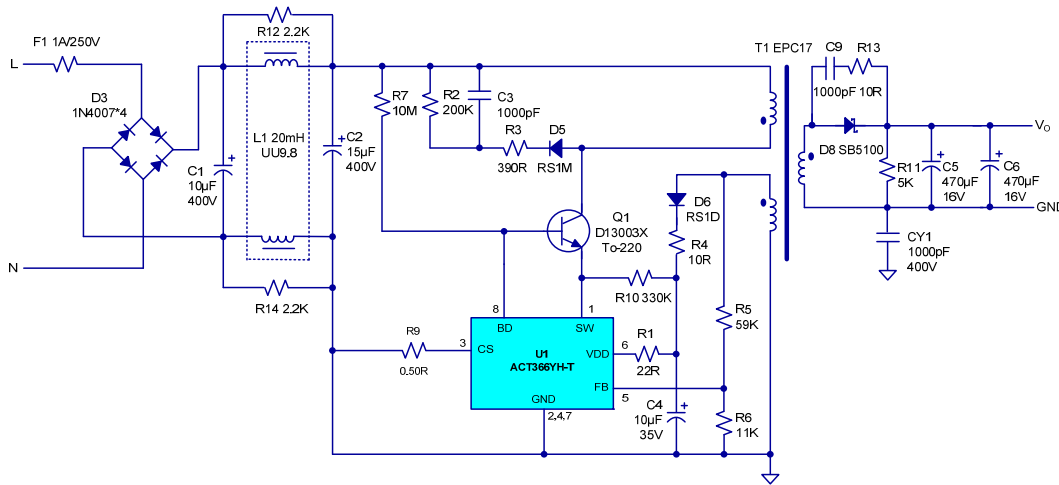 R12 2.2K
F1 1A/250V
L
D3
1N4007*4
L1 20mH
UU9.8
C1
10µF
400V
C2
15µF
400V
N
R14 2.2K
R7
10M
R2
200K
C3
1000pF
R3
390R
D5
RS1M
Q1
D13003X
To-220
R10 330K
D6
RS1D
R4
10R
R5
59K
R9
0.50R
3
8
1
BD
SW
CS
U1
ACT366YH-T
VDD
6
FB
5
GND
2,4,7
R1
22R
C4
10µF
35V
R6
11K
T1 EPC17
C9
R13
1000pF
10R
D8 SB5100
R11
5K
C5
470µF
16V
C6
470µF
16V
VO
GND
CY1
1000pF
400V